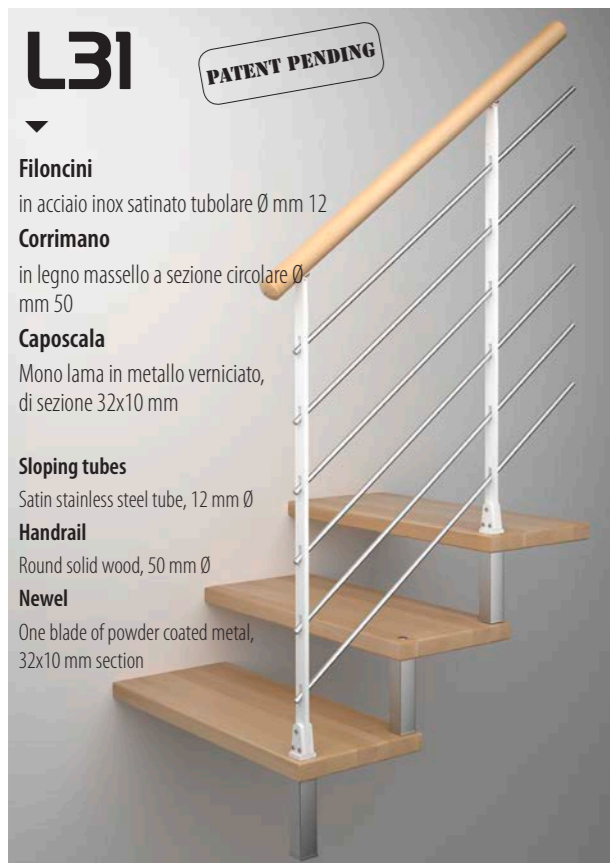 L31
PATENT PENDING
Filoncini
in acciaio inox satinato tubolare Ø mm 12
Corrimano
in legno massello a sezione circolare Ø
mm 50
Caposcala
Mono lama in metallo verniciato,
di sezione 32x10 mm
Sloping tubes
Satin stainless steel tube, 12 mm Ø
Handrail
Round solid wood, 50 mm Ø
Newel
One blade of powder coated metal,
32x10 mm section